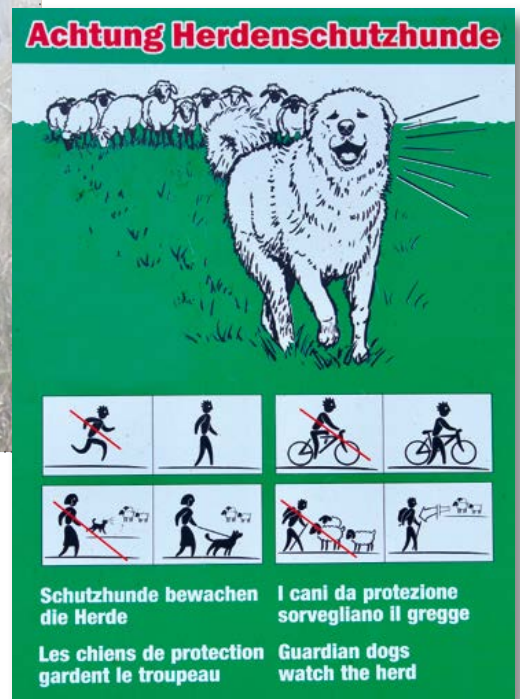 Achtung Herdenschutzhunde
Schutzhunde bewachen
die Herde
I cani da protezione
sorvegliano il gregge
Les chiens de protection
gardent le troupeau
Guardian dogs
watch the herd